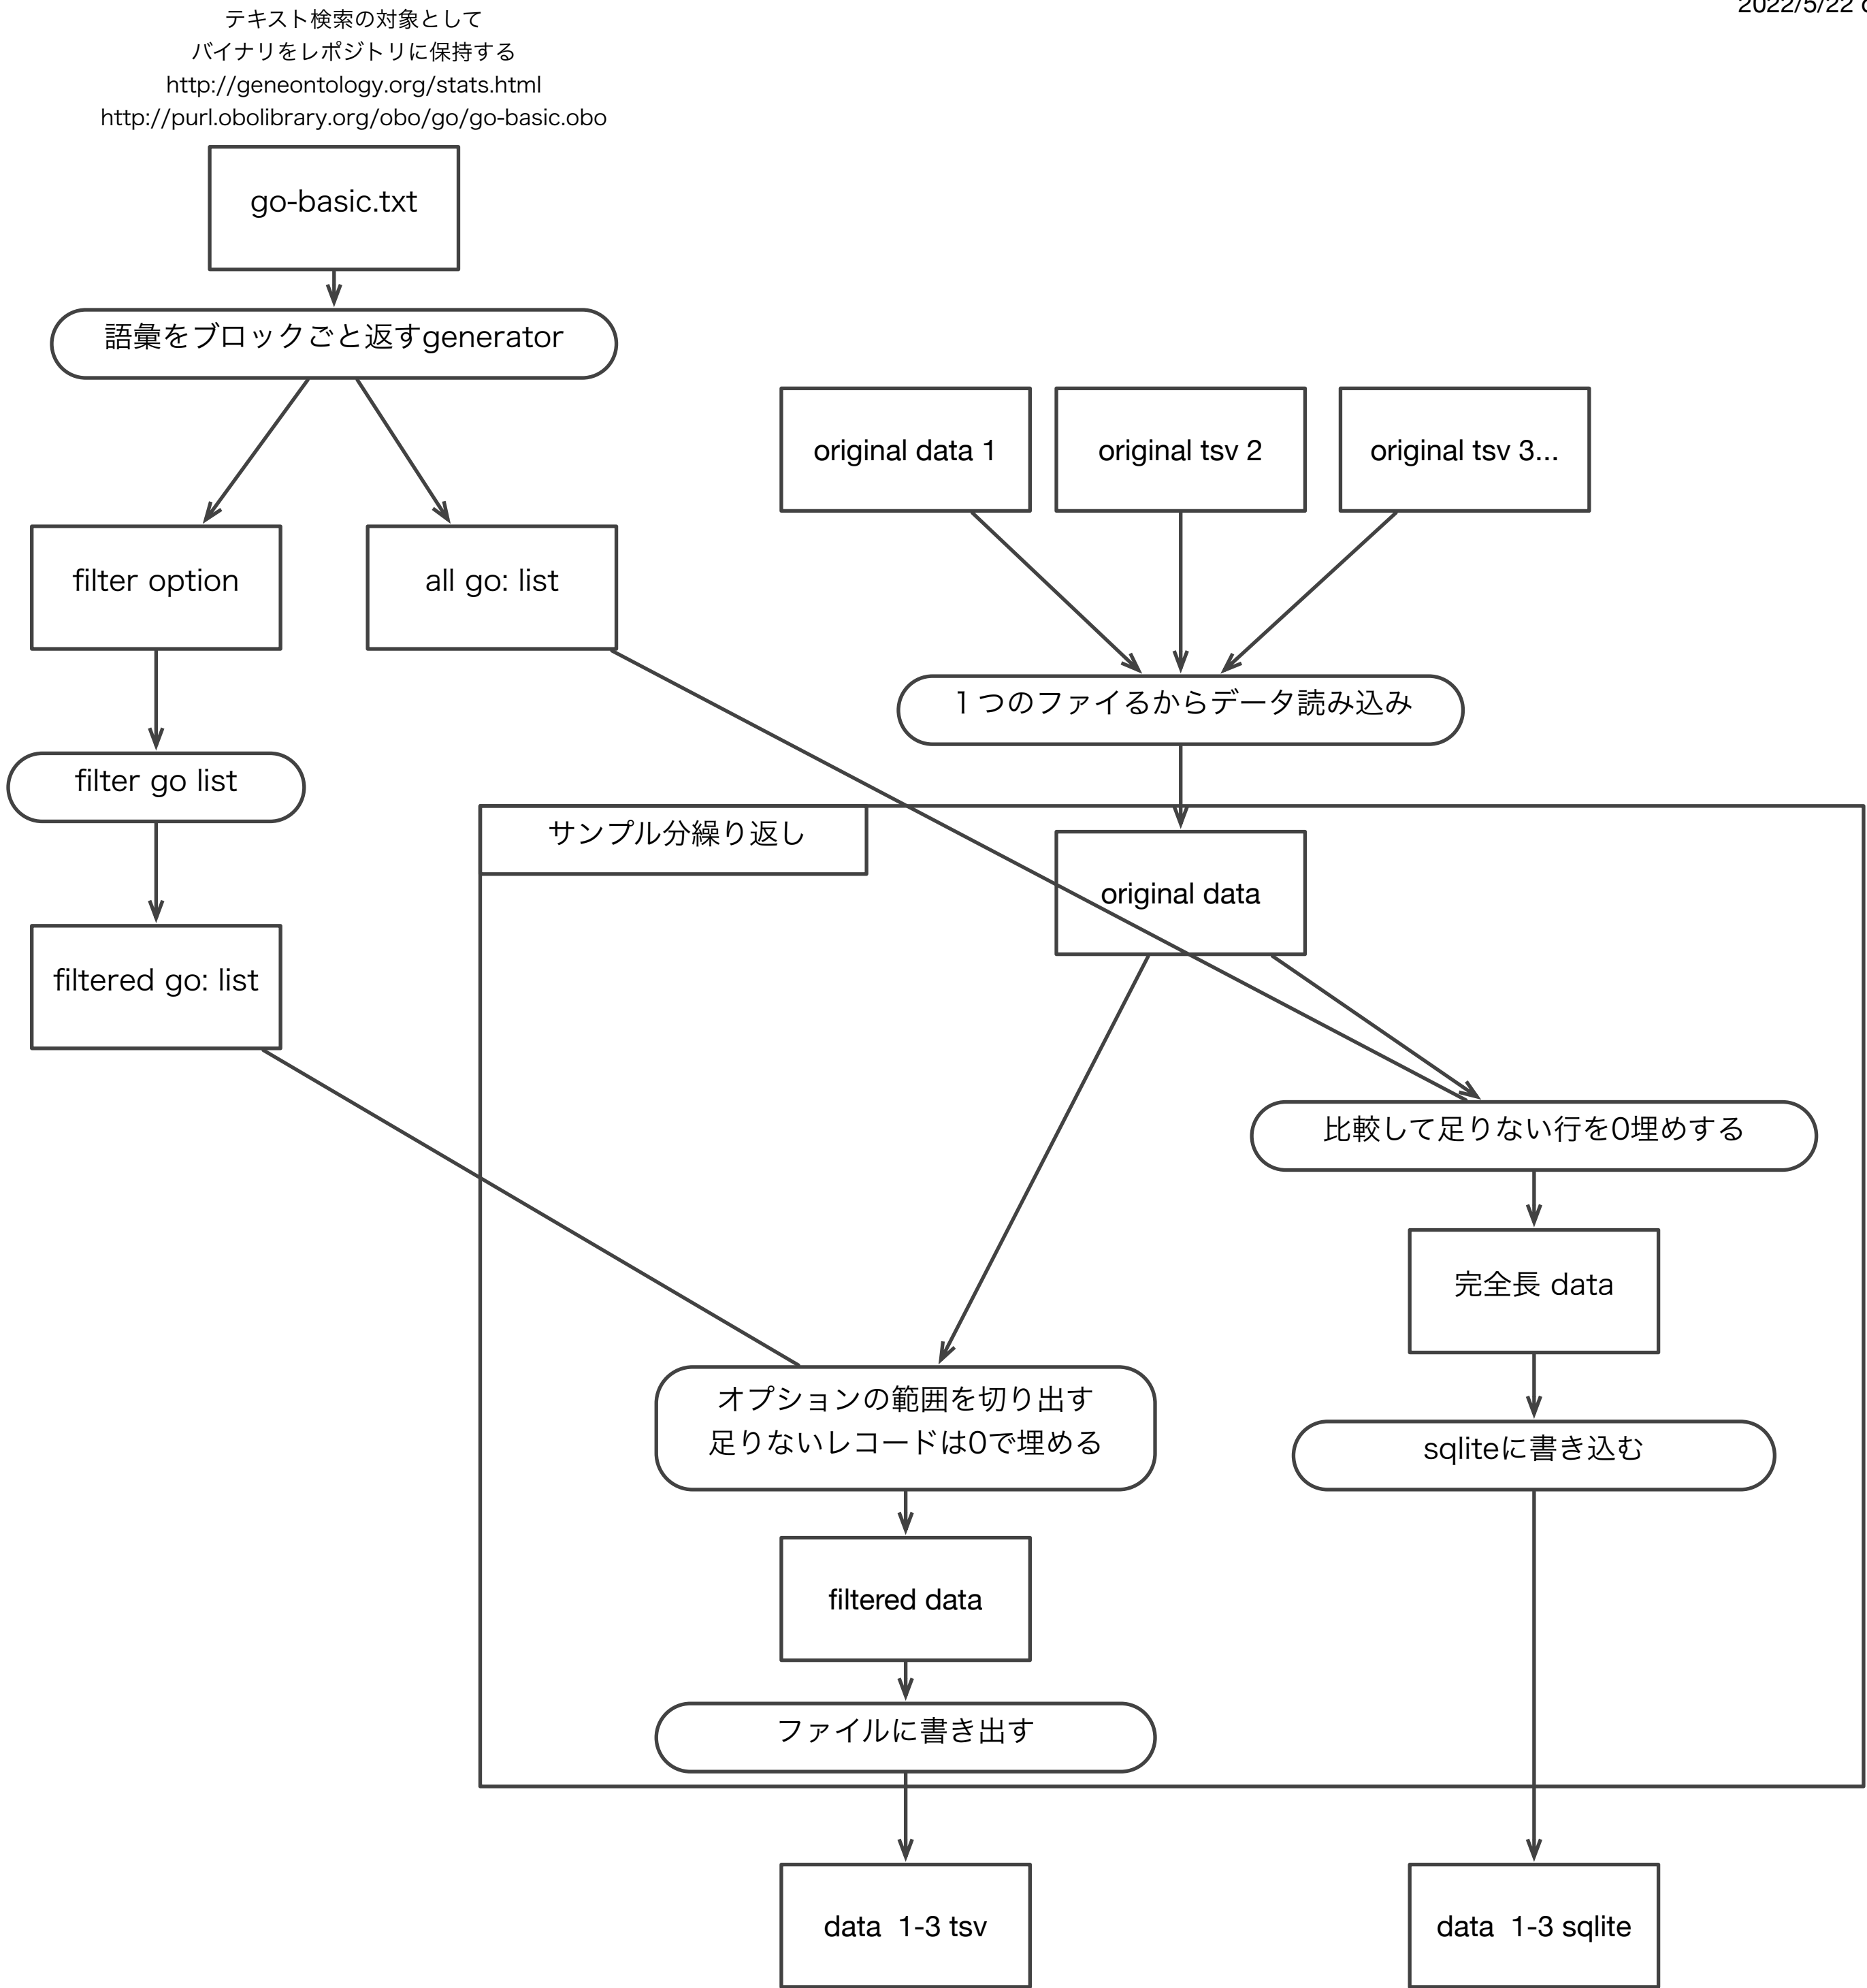 2022/5/22
テキスト検索の対象として
バイナリをレポジトリに保持する
http://geneontology.org/stats.html
http://purl.obolibrary.org/obo/go/go-basic.obo
go-basic.txt
語彙をブロックごと返すgenerator
original data 1
original tsv 2
original tsv 3...
filter option
all go: list
１つのファイるからデータ読み込み
filter go list
サンプル分繰り返し
original data
filtered go: list
比較して足りない行を0埋めする
完全長 data
オプションの範囲を切り出す
足りないレコードは0で埋める
sqliteに書き込む
filtered data
ファイルに書き出す
data 1-3 tsv
data 1-3 sqlite